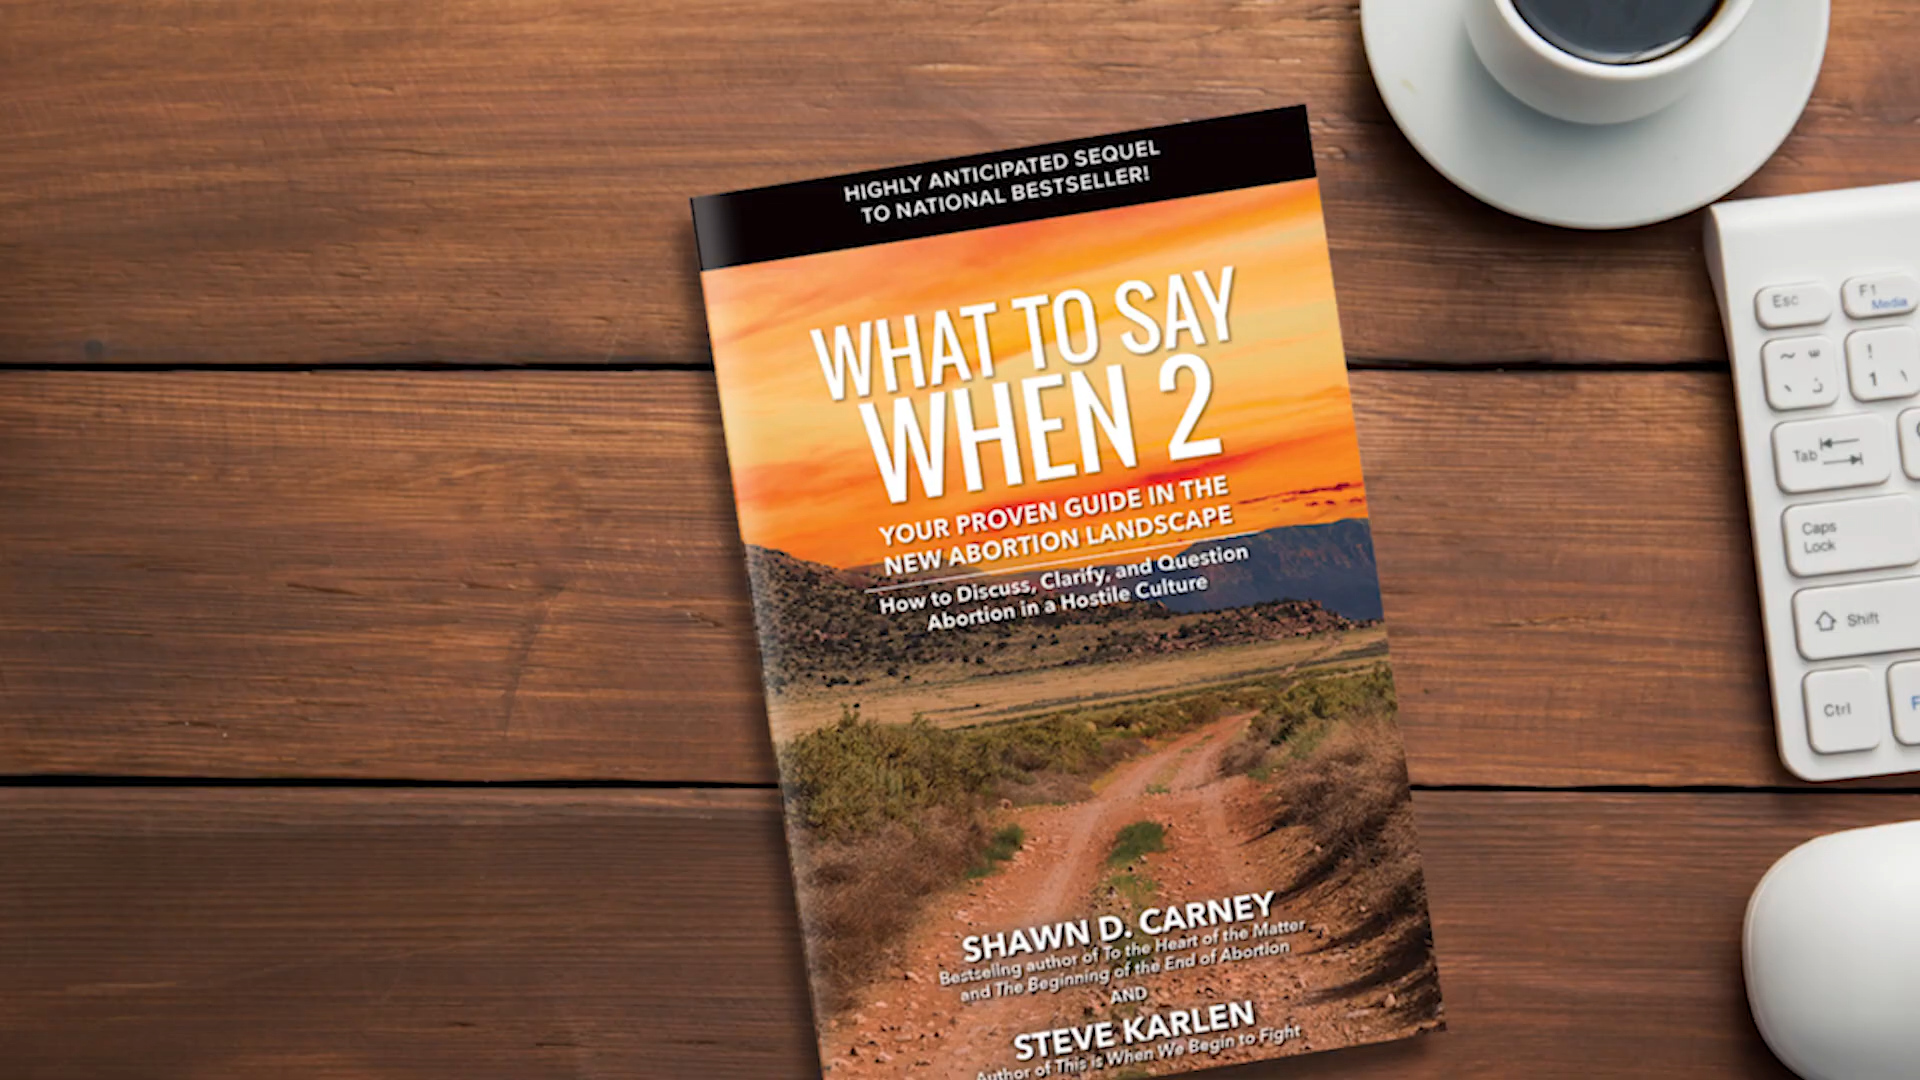 HIGHLY ANTICIPATED SEQUEL
TO NATIONAL BESTSELLER!
WHAT TO SAY
WHEN 2
YOUR PROVEN GUIDE IN THE
NEW ABORTION LANDSCAPE
How to Discuss, Clarify, and Question
Abortion in a Hostile Culture
SHAWN D. CARNEY
Bestselling author of To the Heart of the Matter
and The Beginning of the End of Abortion
AND
STEVE KARLEN
Author of This is When We Begin to Fight
Esc
F1
Media
!
1
Tab
Caps
Lock
Shift
Ctrl
F